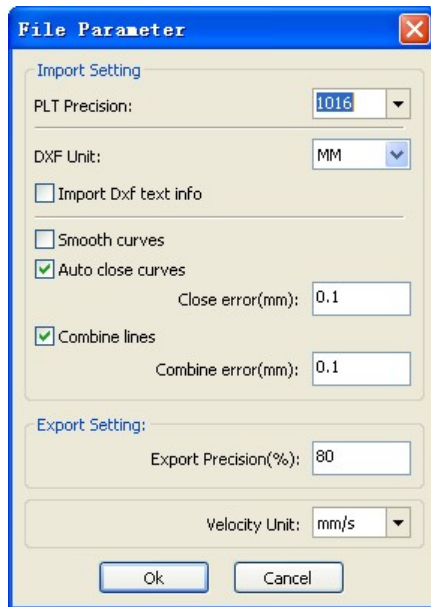 File Parameter
Import Setting
PLT Precision: 1016
DXF Unit: MM
Import Dxf text info
Smooth curves
Auto close curves
Close error(mm): 0.1
Combine lines
Combine error(mm): 0.1
Export Setting:
Export Precision(%): 80
Velocity Unit: mm/s
Ok Cancel